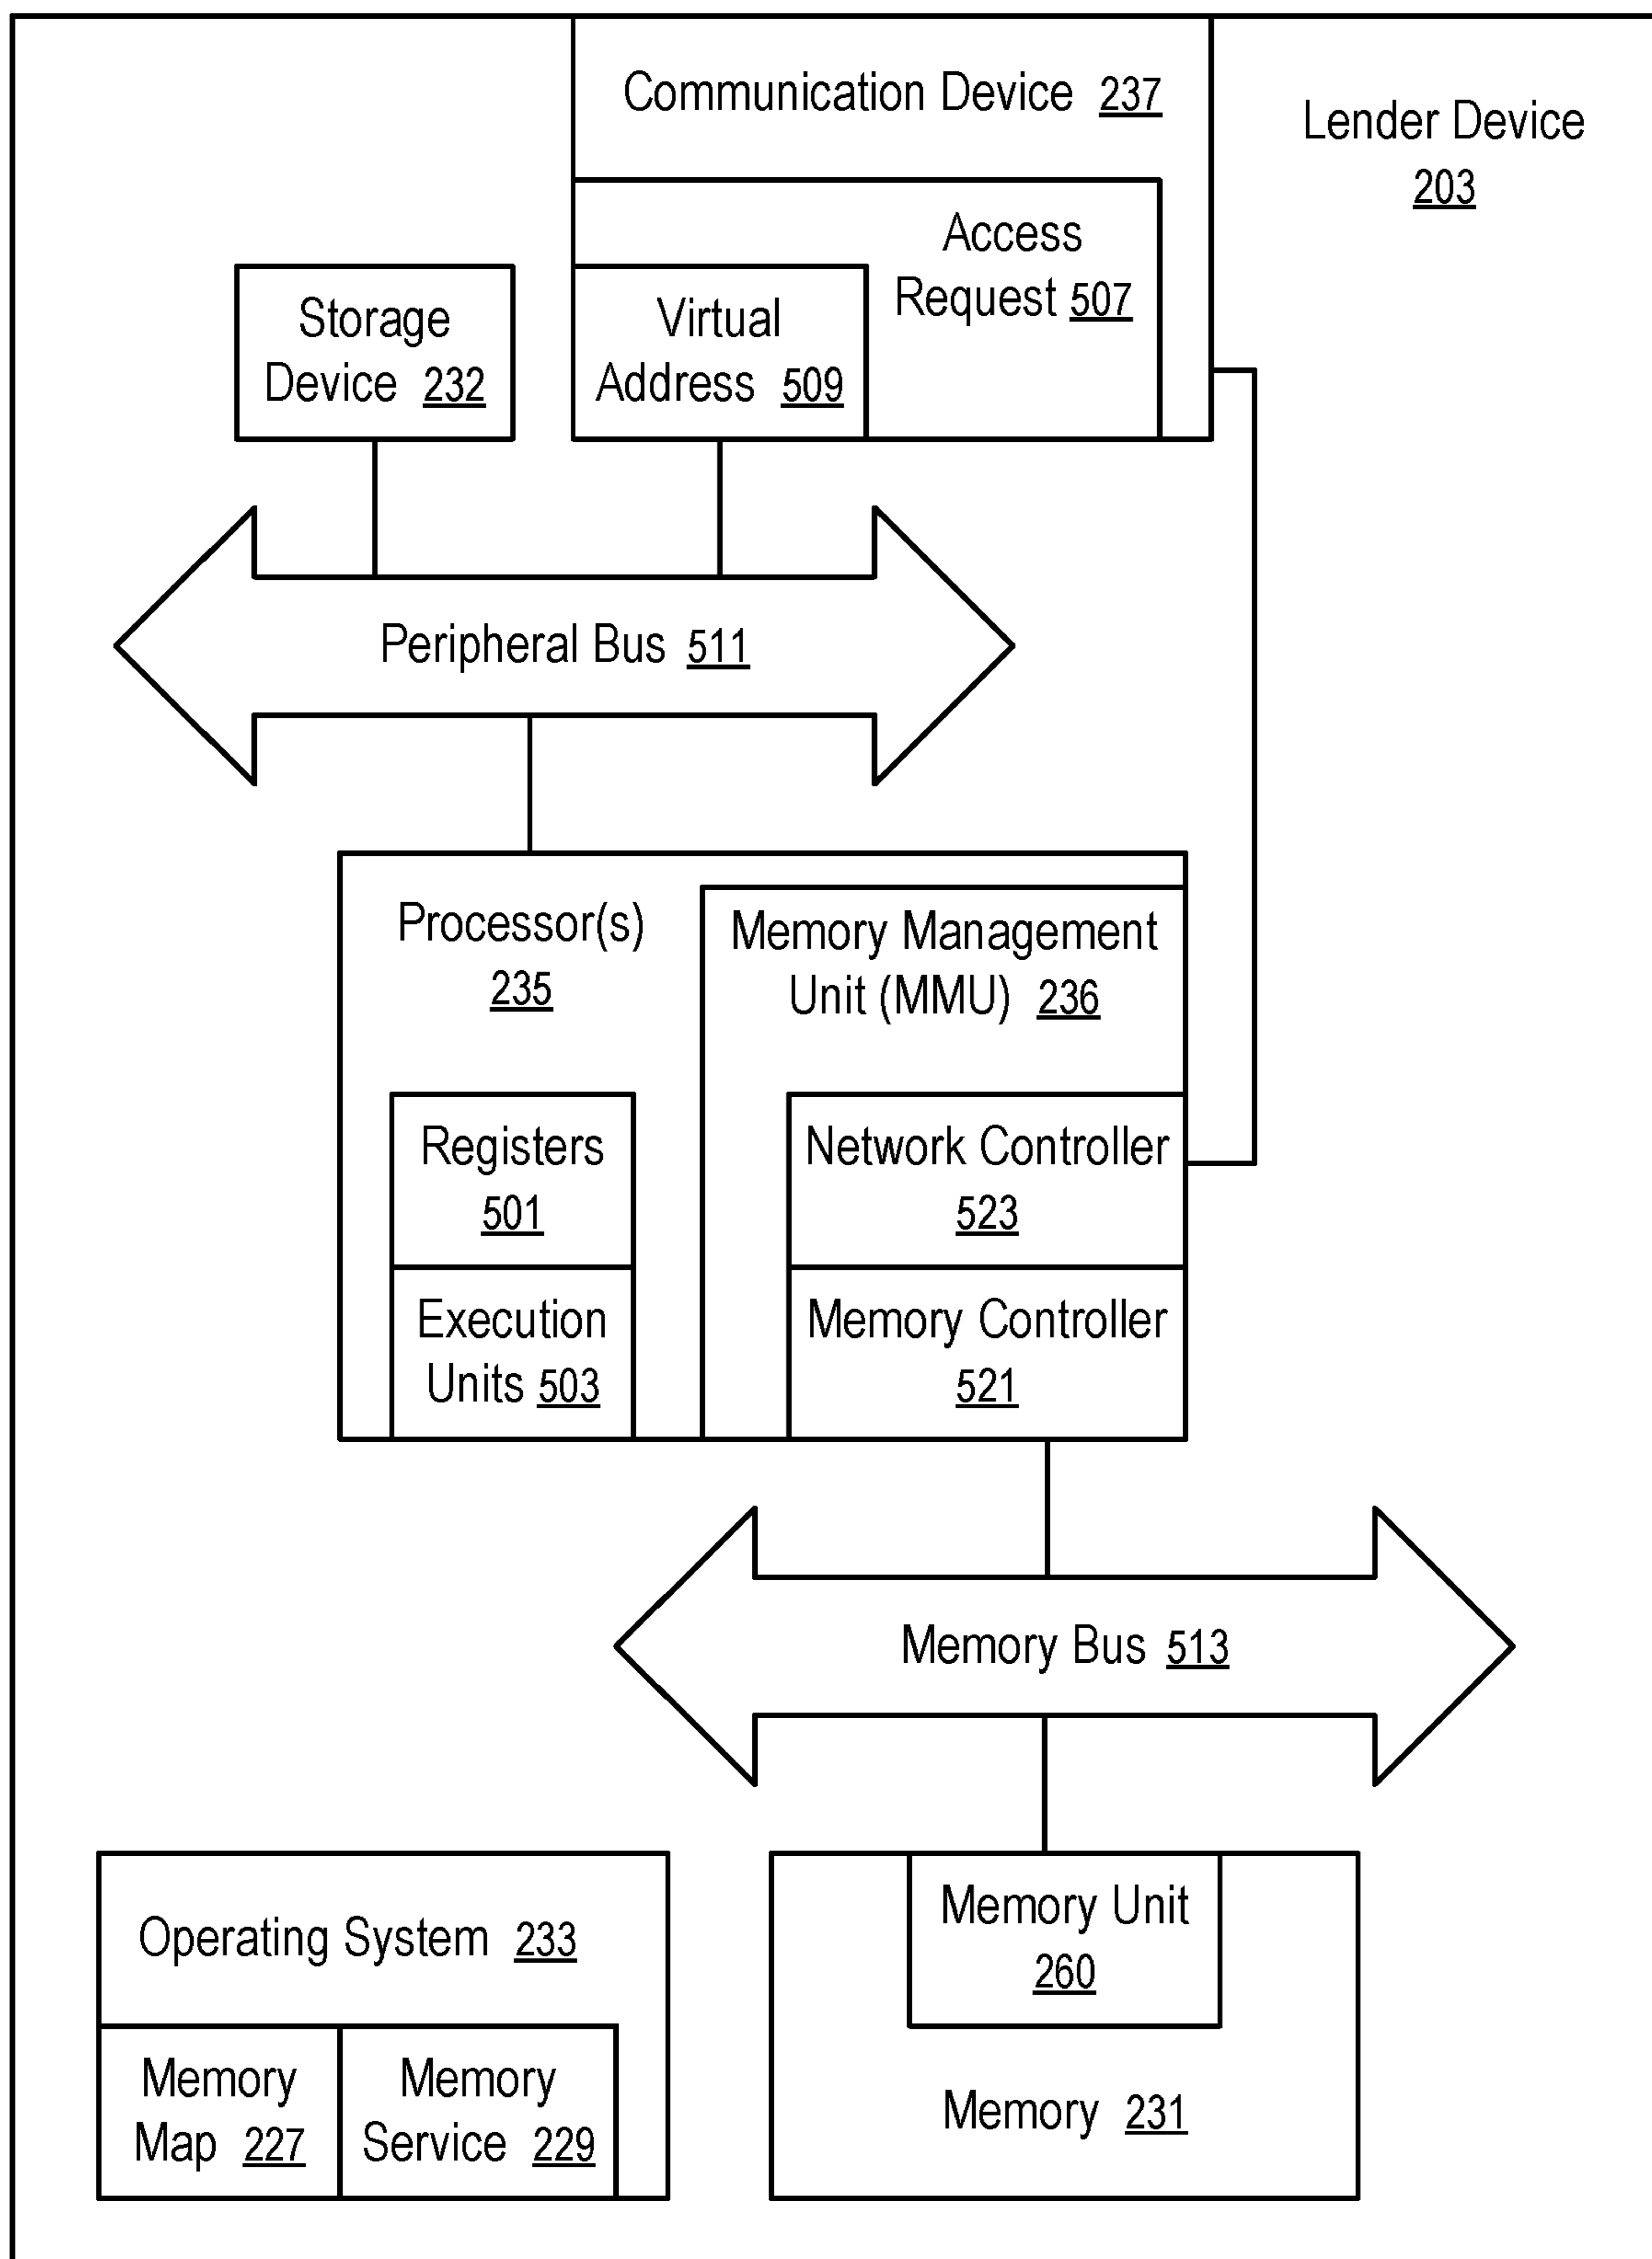 Communication Device 237
Lender Device
203
Access
Request 507
Storage
Device 232
Virtual
Address 509
Peripheral Bus 511
Processor(s)
235
Memory Management
Unit (MMU) 236
Registers
501
Network Controller
523
Execution
Units 503
Memory Controller
521
Memory Bus 513
Operating System 233
Memory
Map 227
Memory
Service 229
Memory Unit
260
Memory 231